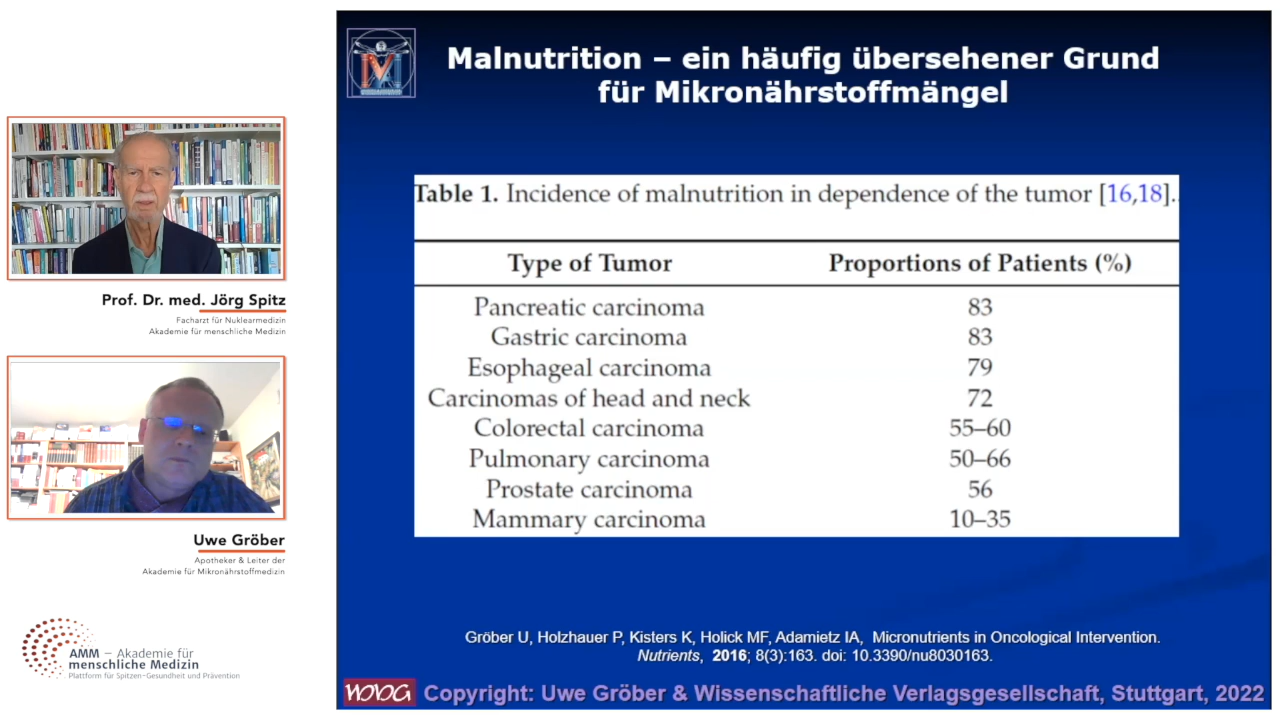 Malnutrition – ein häufig übersehener Grund
für Mikronährstoffmängel
Table 1. Incidence of malnutrition in dependence of the tumor [16,18]..
Type of Tumor Proportions of Patients (%)
Pancreatic carcinoma 83
Gastric carcinoma 83
Esophageal carcinoma 79
Carcinomas of head and neck 72
Colorectal carcinoma 55–60
Pulmonary carcinoma 50–66
Prostate carcinoma 56
Mammary carcinoma 10–35
Gröber U, Holzhauer P, Kisters K, Holick MF, Adamietz IA, Micronutrients in Oncological Intervention.
Nutrients, 2016; 8(3):163. doi: 10.3390/nu8030163.
Copyright: Uwe Gröber & Wissenschaftliche Verlagsgesellschaft, Stuttgart, 2022
Prof. Dr. med. Jörg Spitz
Facharzt für Nuklearmedizin
Akademie für menschliche Medizin
Uwe Gröber
Apotheker & Leiter der
Akademie für Mikronährstoffmedizin
AMM – Akademie für
menschliche Medizin
Plattform für Spitzen-Gesundheit und Prävention